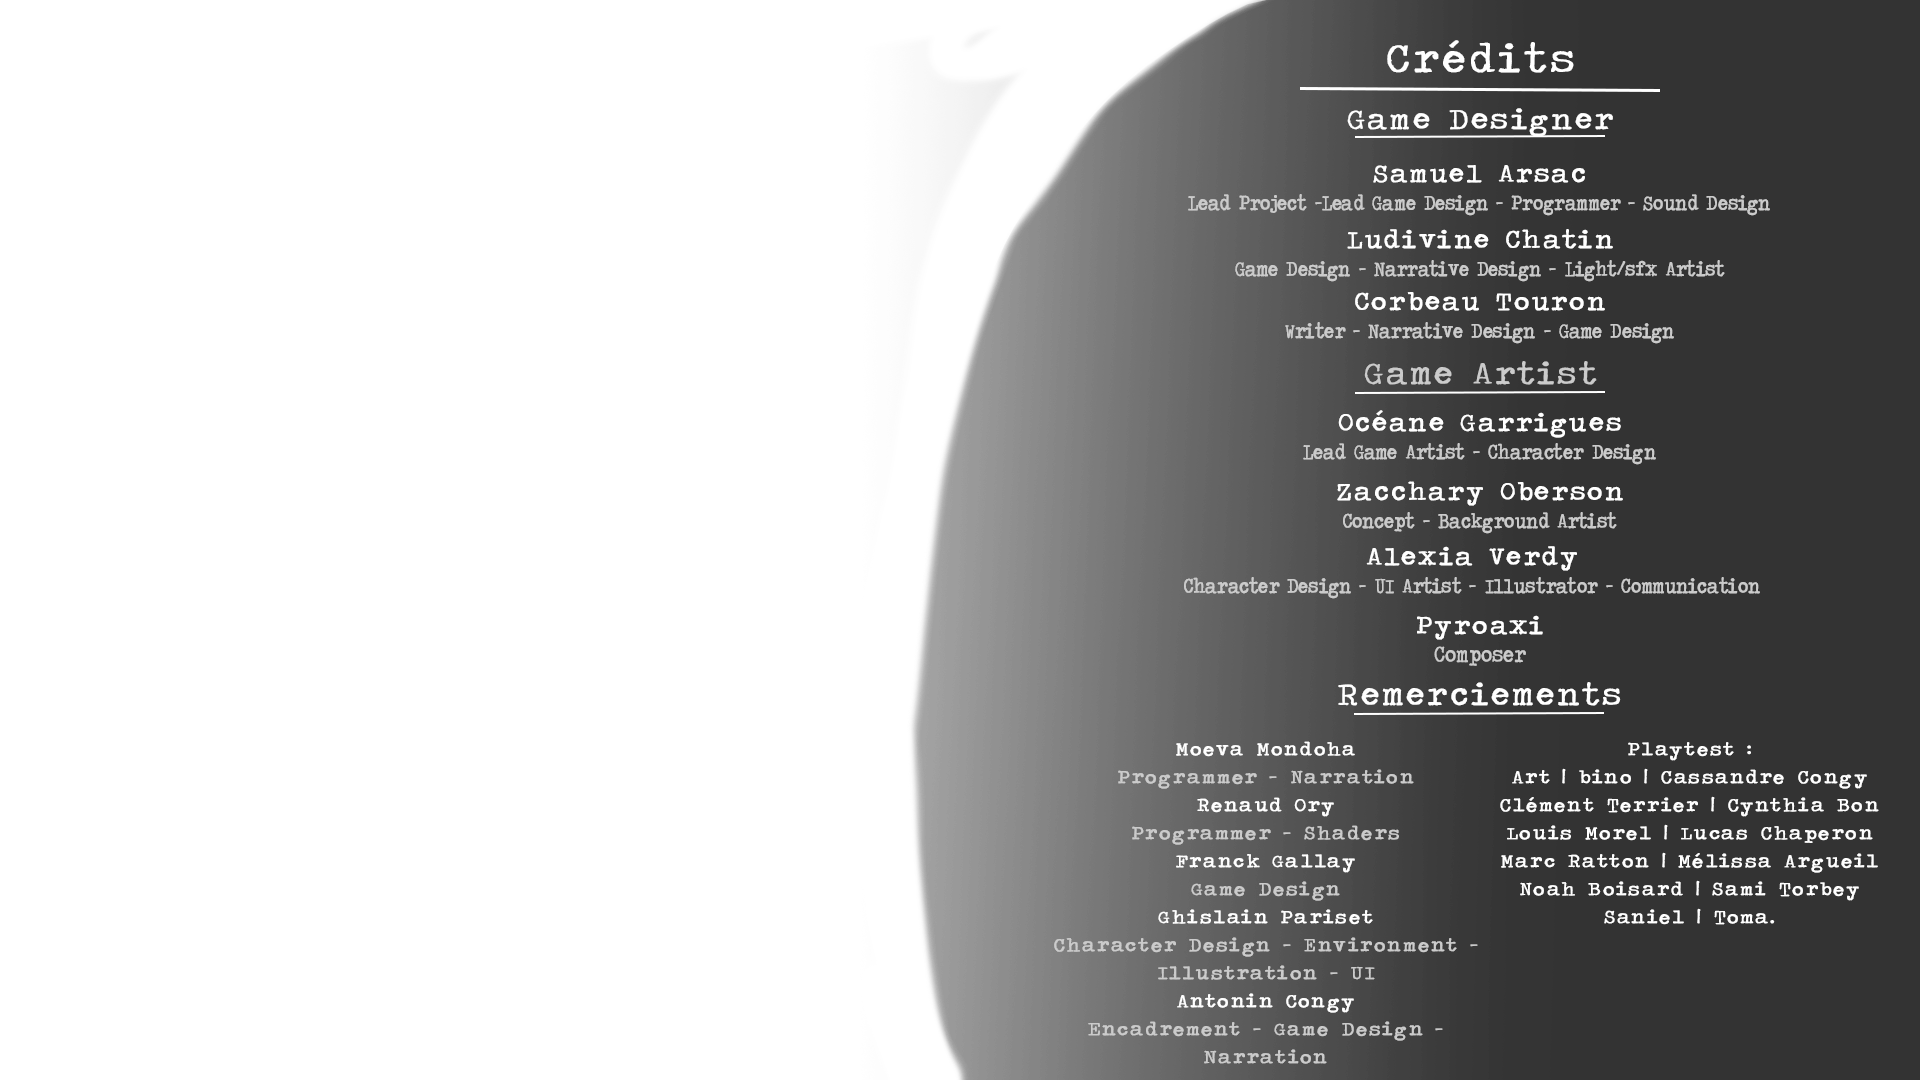 Crédits
Game Designer
Samuel Arsac
Lead Project -Lead Game Design - Programmer - Sound Design
Ludivine Chatin
Game Design - Narrative Design - Light/sfx Artist
Corbeau Touron
Writer - Narrative Design - Game Design
Game Artist
Océane Garrigues
Lead Game Artist - Character Design
Zacchary Oberson
Concept - Background Artist
Alexia Verdy
Character Design - UI Artist - Illustrator - Communication
Pyroaxi
Composer
Remerciements
Moeva Mondoha
Programmer - Narration
Renaud Ory
Programmer - Shaders
Franck Gallay
Game Design
Ghislain Pariset
Character Design - Environment -
Illustration - UI
Antonin Congy
Encadrement - Game Design -
Narration
Playtest :
Art | bino | Cassandre Congy
Clément Terrier | Cynthia Bon
Louis Morel | Lucas Chaperon
Marc Ratton | Mélissa Argueil
Noah Boisard | Sami Torbey
Saniel | Toma.